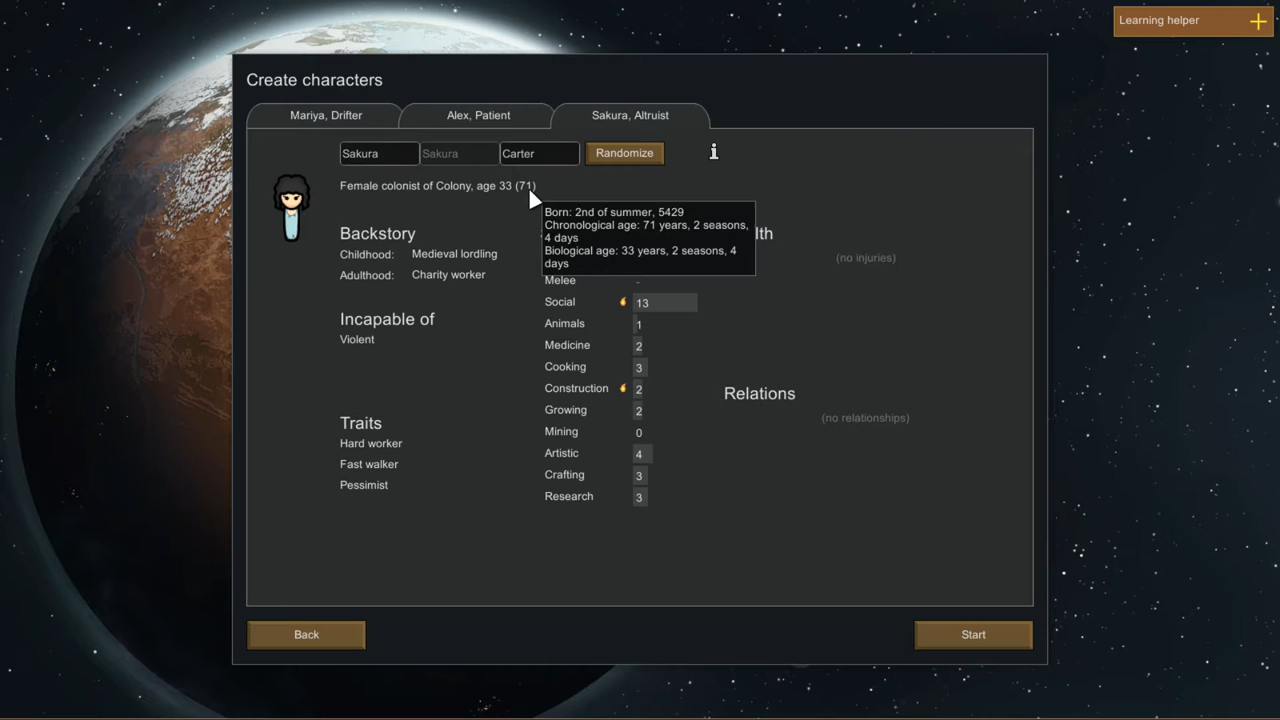 Learning helper
Create characters
Mariya, Drifter
Alex, Patient
Sakura, Altruist
Sakura
Sakura
Carter
Randomize
Female colonist of Colony, age 33 (71)
Born: 2nd of summer, 5429
Chronological age: 71 years, 2 seasons,
4 days
Biological age: 33 years, 2 seasons, 4
days
Backstory
Childhood: Medieval lordling
Adulthood: Charity worker
Incapable of
Violent
Traits
Hard worker
Fast walker
Pessimist
Melee -
Social 13
Animals 1
Medicine 2
Cooking 3
Construction 2
Growing 2
Mining 0
Artistic 4
Crafting 3
Research 3
lth
(no injuries)
Relations
(no relationships)
Back
Start